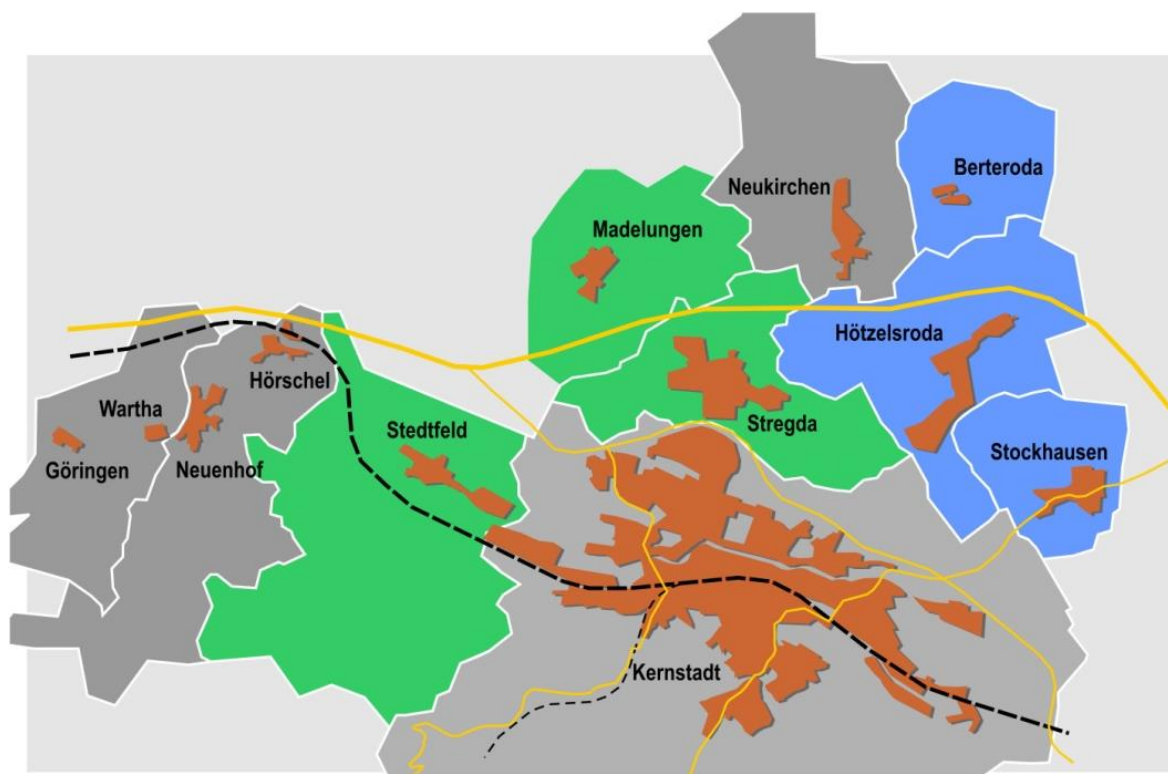 Berteroda
Neukirchen
Madelungen
Hötzelsroda
Hörschel
Wartha
Stedtfeld
Stregda
Stockhausen
Göringen
Neuenhof
Kernstadt